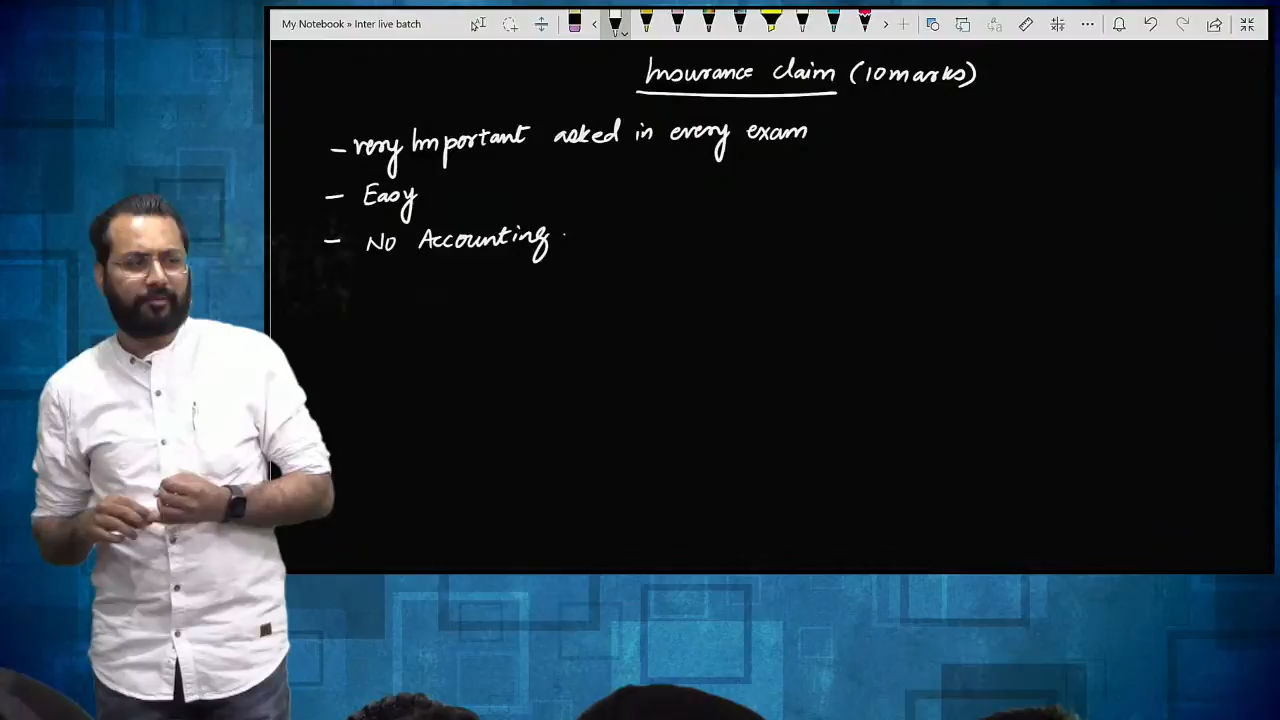 My Notebook » Inter live batch
Insurance claim (10 marks)
- very Important asked in every exam
- Easy
- No Accounting.